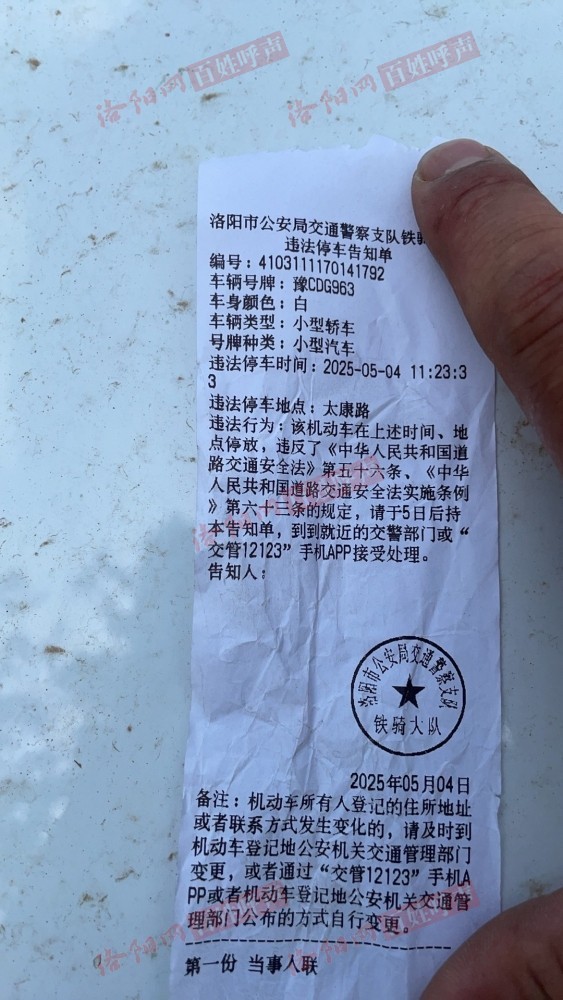 洛阳网 百姓呼声
洛阳网 百姓呼声
洛阳市公安局交通警察支队铁骑
违法停车告知单
编号：4103111170141792
车辆号牌：豫CDG963
车身颜色：白
车辆类型：小型轿车
号牌种类：小型汽车
违法停车时间：2025-05-04 11:23:3
3
违法停车地点：太康路
违法行为：该机动车在上述时间、地
点停放，违反了《中华人民共和国道
路交通安全法》第五十六条、《中华
人民共和国道路交通安全法实施条例
》第六十三条的规定，请于5日后持
本告知单，到到就近的交警部门或“
交管12123”手机APP接受处理。
告知人：
洛阳市公安局交通警察支队
铁骑大队
2025年05月04日
备注：机动车所有人登记的住所地址
或者联系方式发生变化的，请及时到
机动车登记地公安机关交通管理部门
变更，或者通过“交管12123”手机A
PP或者机动车登记地公安机关交通管
理部门公布的方式自行变更。
第一份 当事人联
洛阳网 百姓呼声